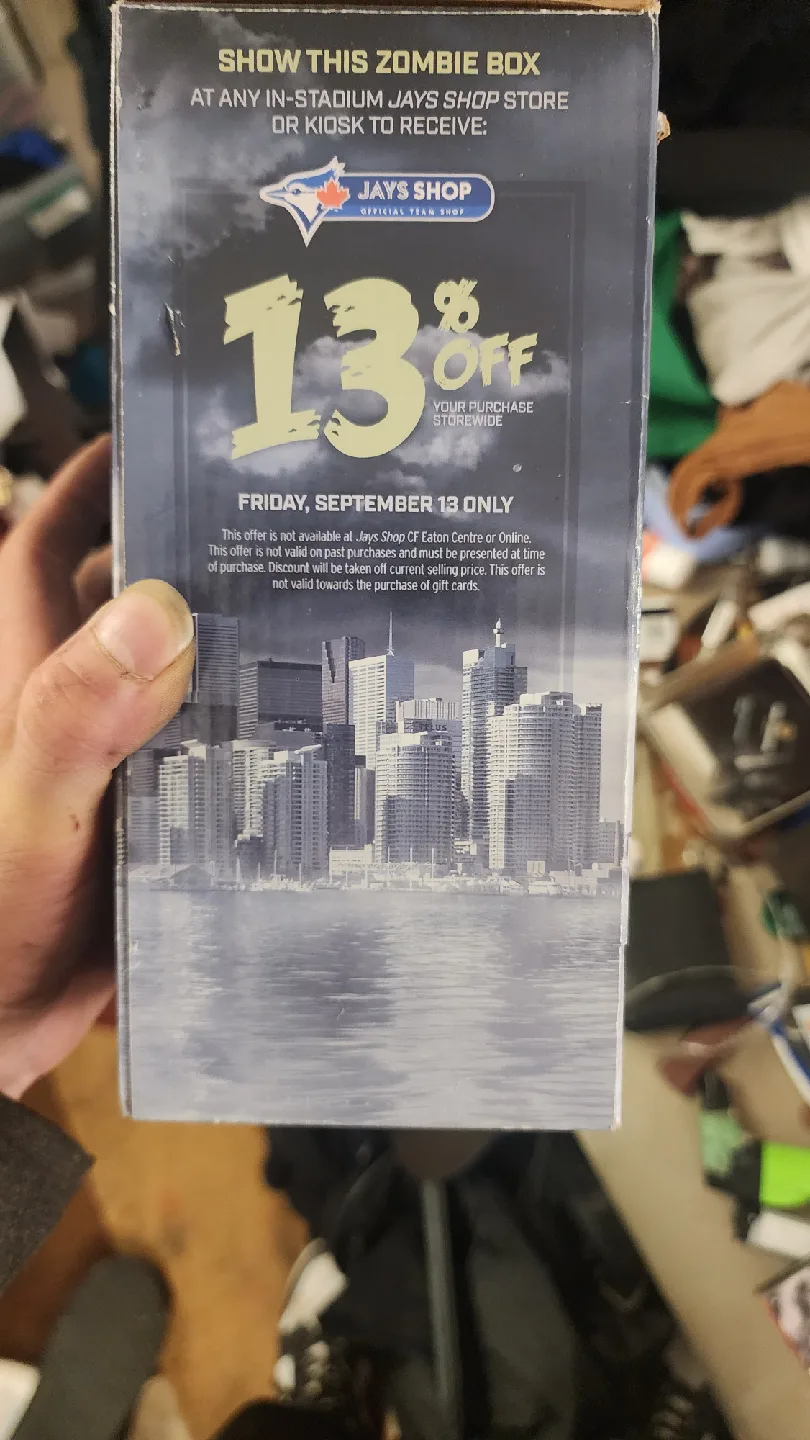 SHOW THIS ZOMBIE BOX
AT ANY IN-STADIUM JAYS SHOP STORE
OR KIOSK TO RECEIVE:
JAYS SHOP
OFFICIAL TEAM SHOP
13% OFF
YOUR PURCHASE
STOREWIDE
FRIDAY, SEPTEMBER 13 ONLY
This offer is not available at Jays Shop CF Eaton Centre or Online.
This offer is not valid on past purchases and must be presented at time
of purchase. Discount will be taken off current selling price. This offer is
not valid towards the purchase of gift cards.